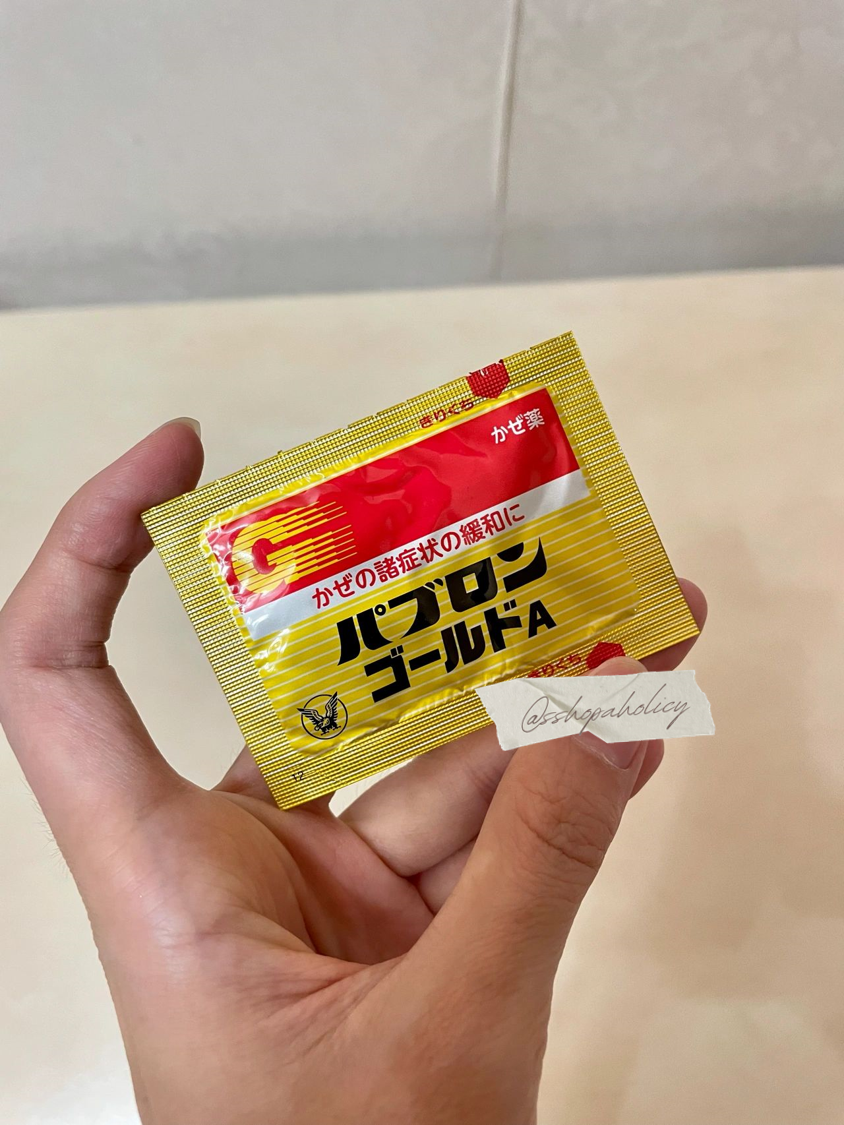 きりくち
かぜ薬
G
かぜの諸症状の緩和に
パブロン
ゴールドA
きりくち
@sshopaholicy
12